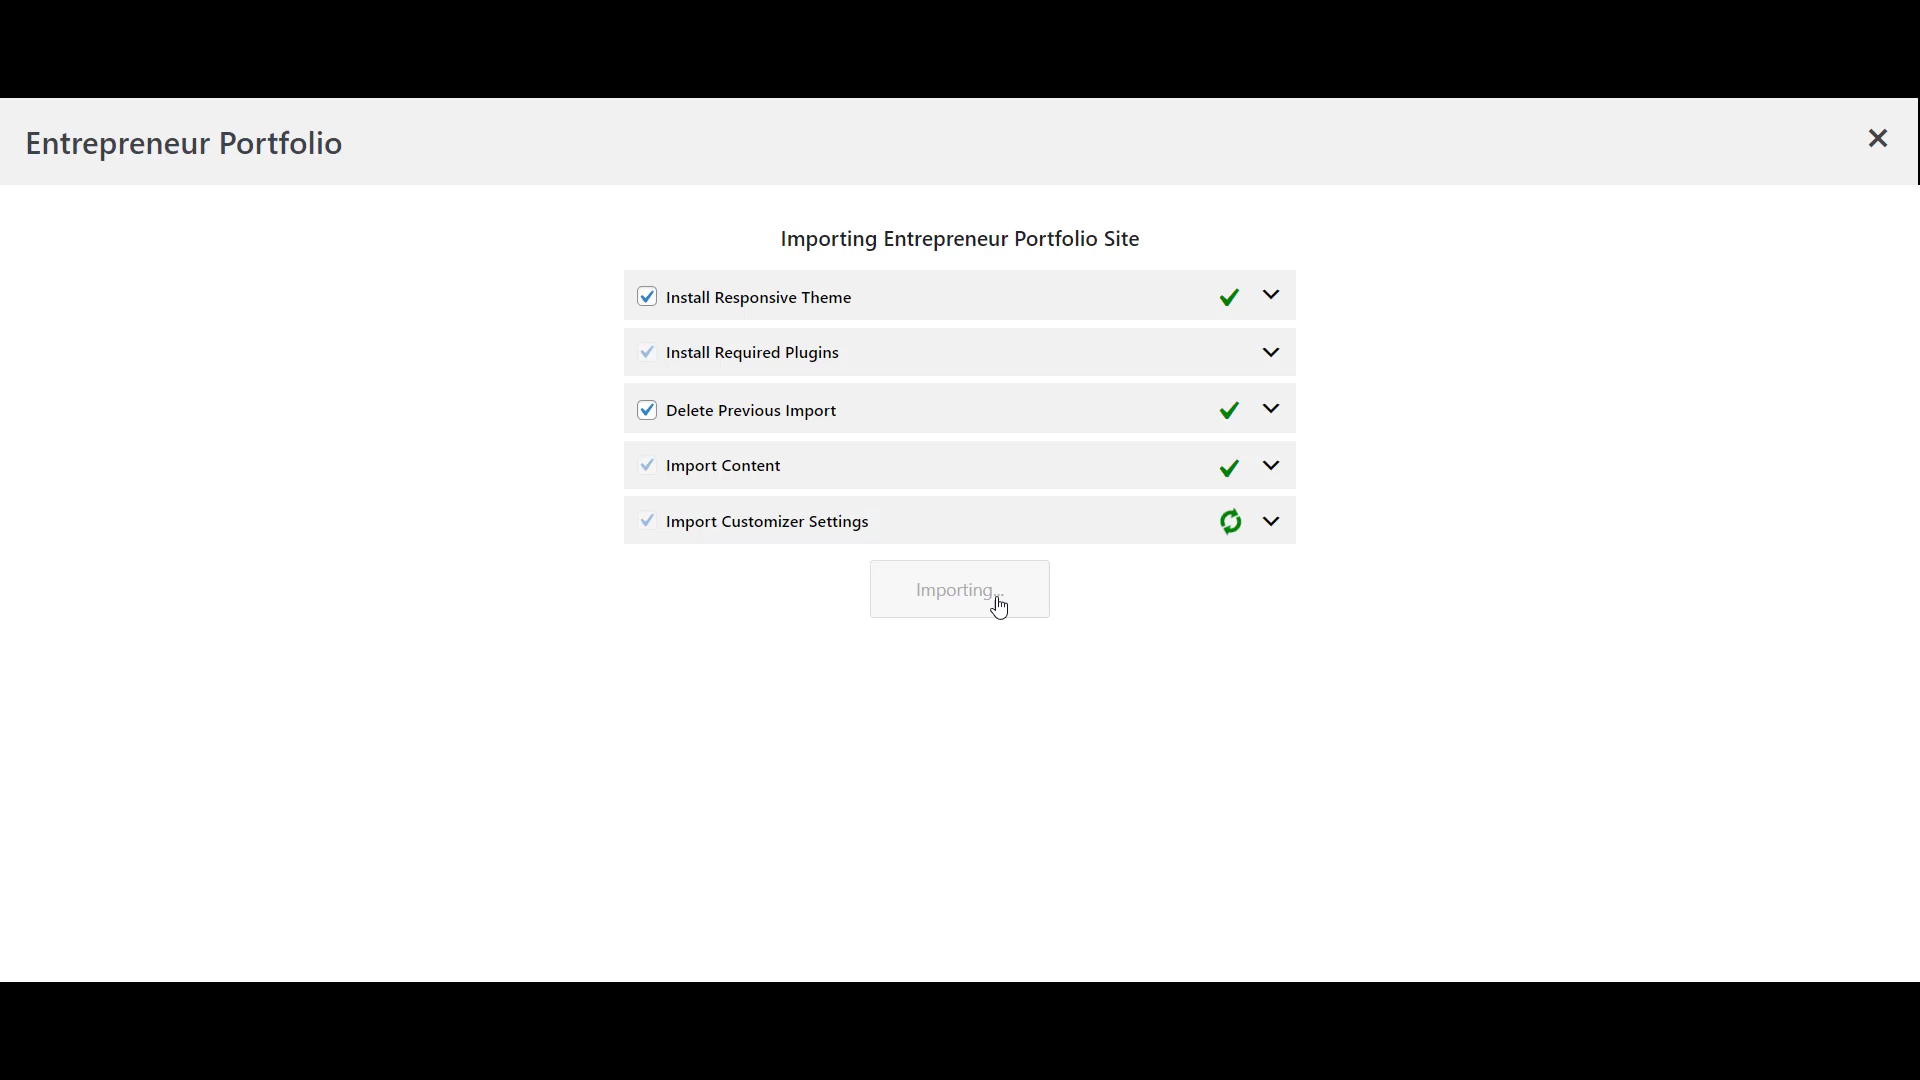 Entrepreneur Portfolio
Importing Entrepreneur Portfolio Site
Install Responsive Theme
Install Required Plugins
Delete Previous Import
Import Content
Import Customizer Settings
Importing...